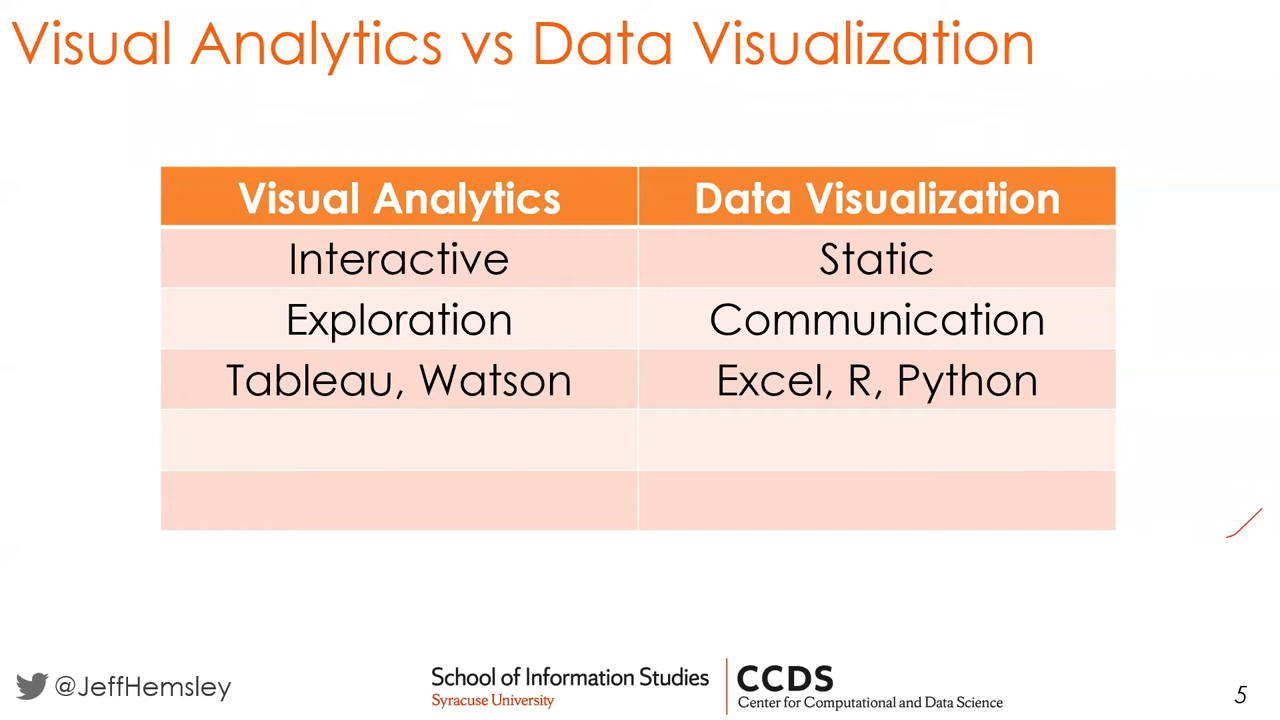 Visual Analytics vs Data Visualization
Visual Analytics Data Visualization
Interactive Static
Exploration Communication
Tableau, Watson Excel, R, Python
@JeffHemsley
School of Information Studies
Syracuse University
CCDS
Center for Computational and Data Science
5